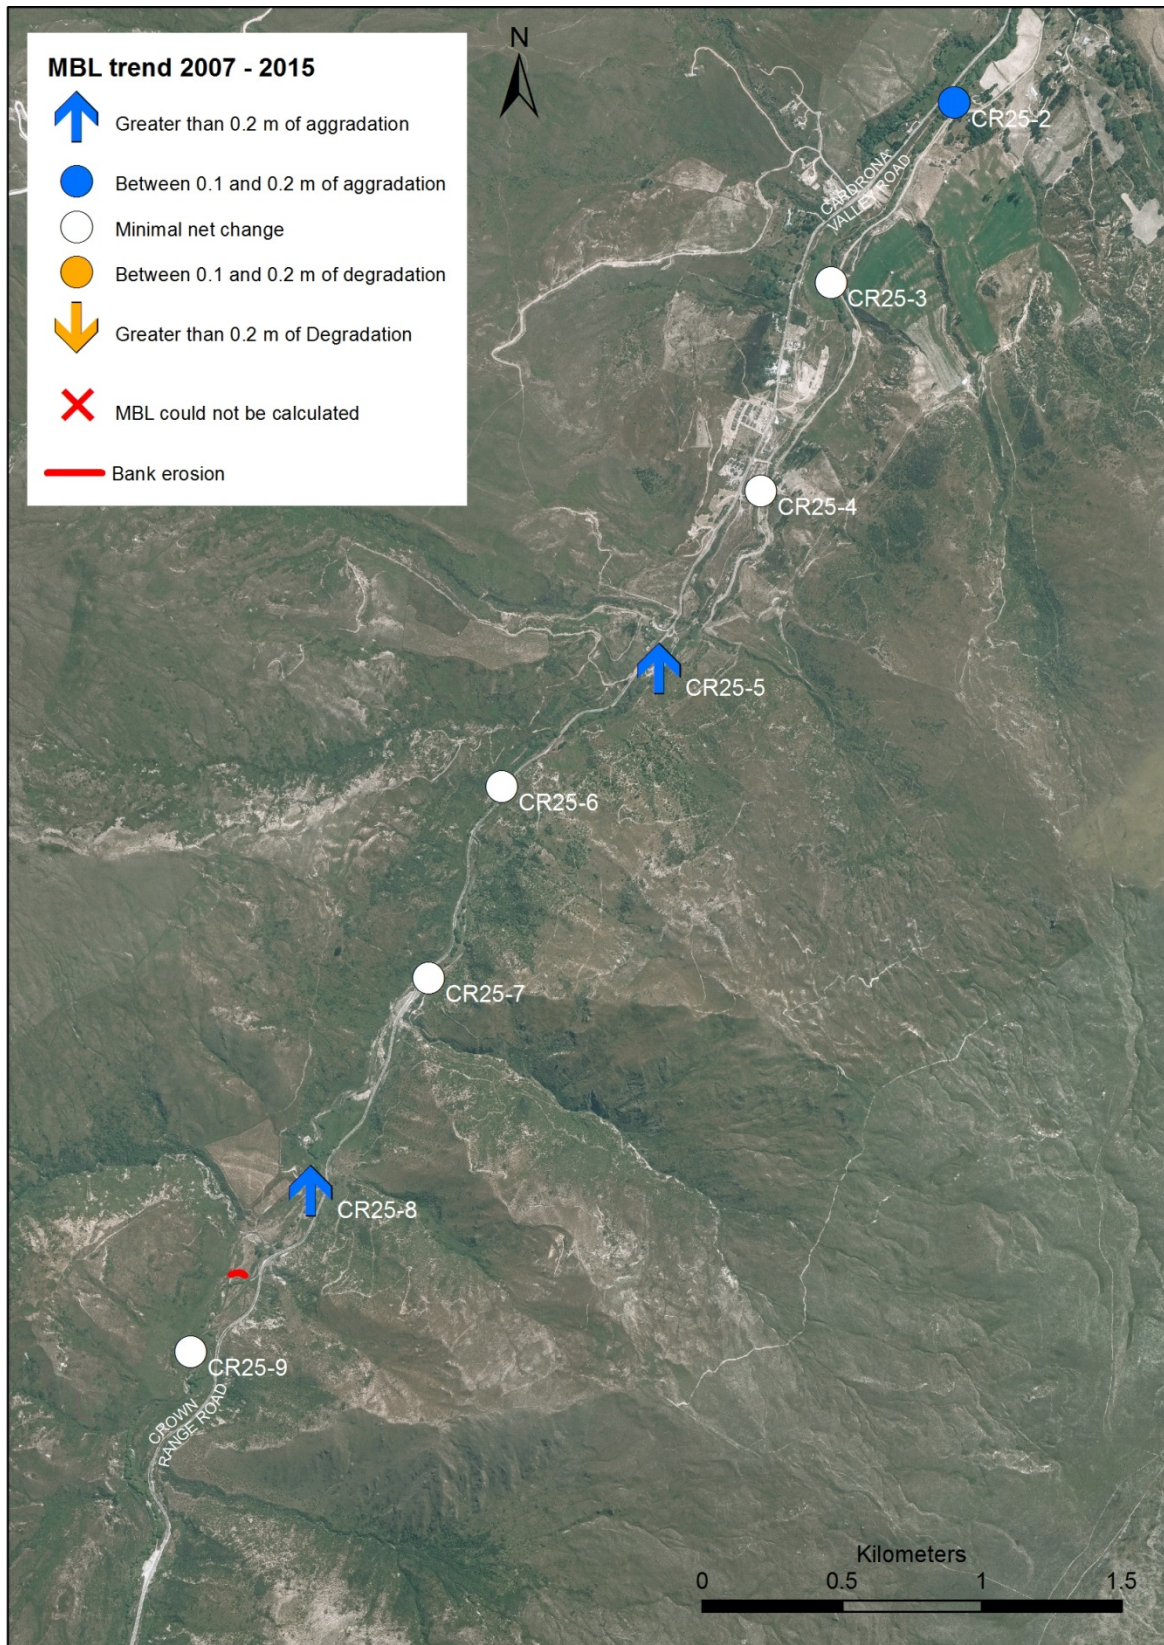 MBL trend 2007 - 2015
Greater than 0.2 m of aggradation
Between 0.1 and 0.2 m of aggradation
Minimal net change
Between 0.1 and 0.2 m of degradation
Greater than 0.2 m of Degradation
MBL could not be calculated
Bank erosion
N
CR25-2
CARDRONA
VALLEY ROAD
CR25-3
CR25-4
CR25-5
CR25-6
CR25-7
CR25-8
CR25-9
CROWN
RANGE ROAD
Kilometers
0 0.5 1 1.5